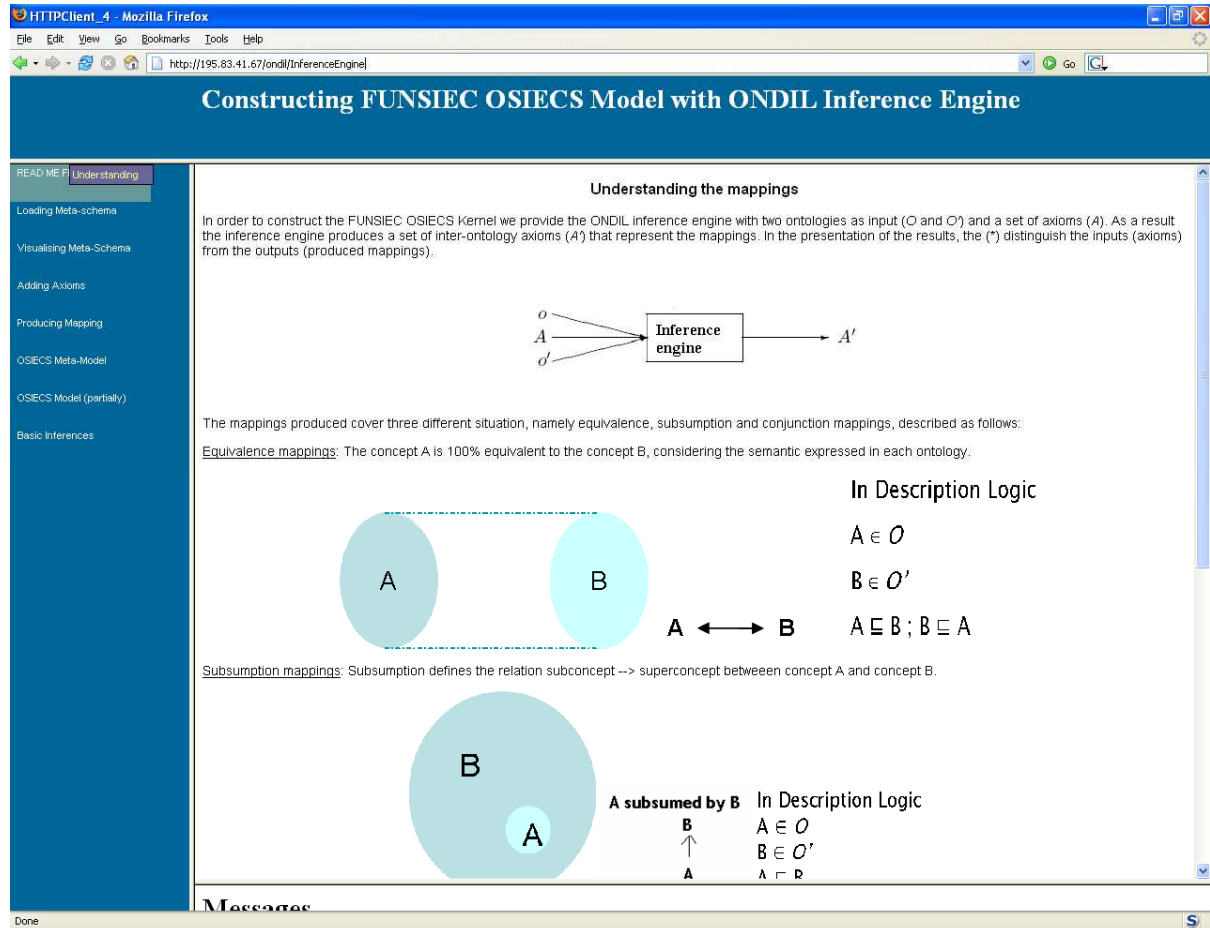 HTTPClient_4 - Mozilla Firefox
File Edit View Go Bookmarks Tools Help
http://195.83.41.67/ondil/InferenceEngine
Go
G
Constructing FUNSIEC OSIECS Model with ONDIL Inference Engine
READ ME F
Understanding
Loading Meta-schema
Visualising Meta-Schema
Adding Axioms
Producing Mapping
OSIECS Meta-Model
OSIECS Model (partially)
Basic Inferences
Understanding the mappings
In order to construct the FUNSIEC OSIECS Kernel we provide the ONDIL inference engine with two ontologies as input (O and O') and a set of axioms (A). As a result
the inference engine produces a set of inter-ontology axioms (A') that represent the mappings. In the presentation of the results, the (*) distinguish the inputs (axioms)
from the outputs (produced mappings).
o
A
o'
Inference
engine
A'
The mappings produced cover three different situation, namely equivalence, subsumption and conjunction mappings, described as follows:
Equivalence mappings: The concept A is 100% equivalent to the concept B, considering the semantic expressed in each ontology.
A
B
A ↔ B
In Description Logic
A ∈ O
B ∈ O'
A ⊑ B ; B ⊑ A
Subsumption mappings: Subsumption defines the relation subconcept --> superconcept betweeen concept A and concept B.
B
A
A subsumed by B
B
A
In Description Logic
A ∈ O
B ∈ O'
A ⊑ B
Messages
Done
S